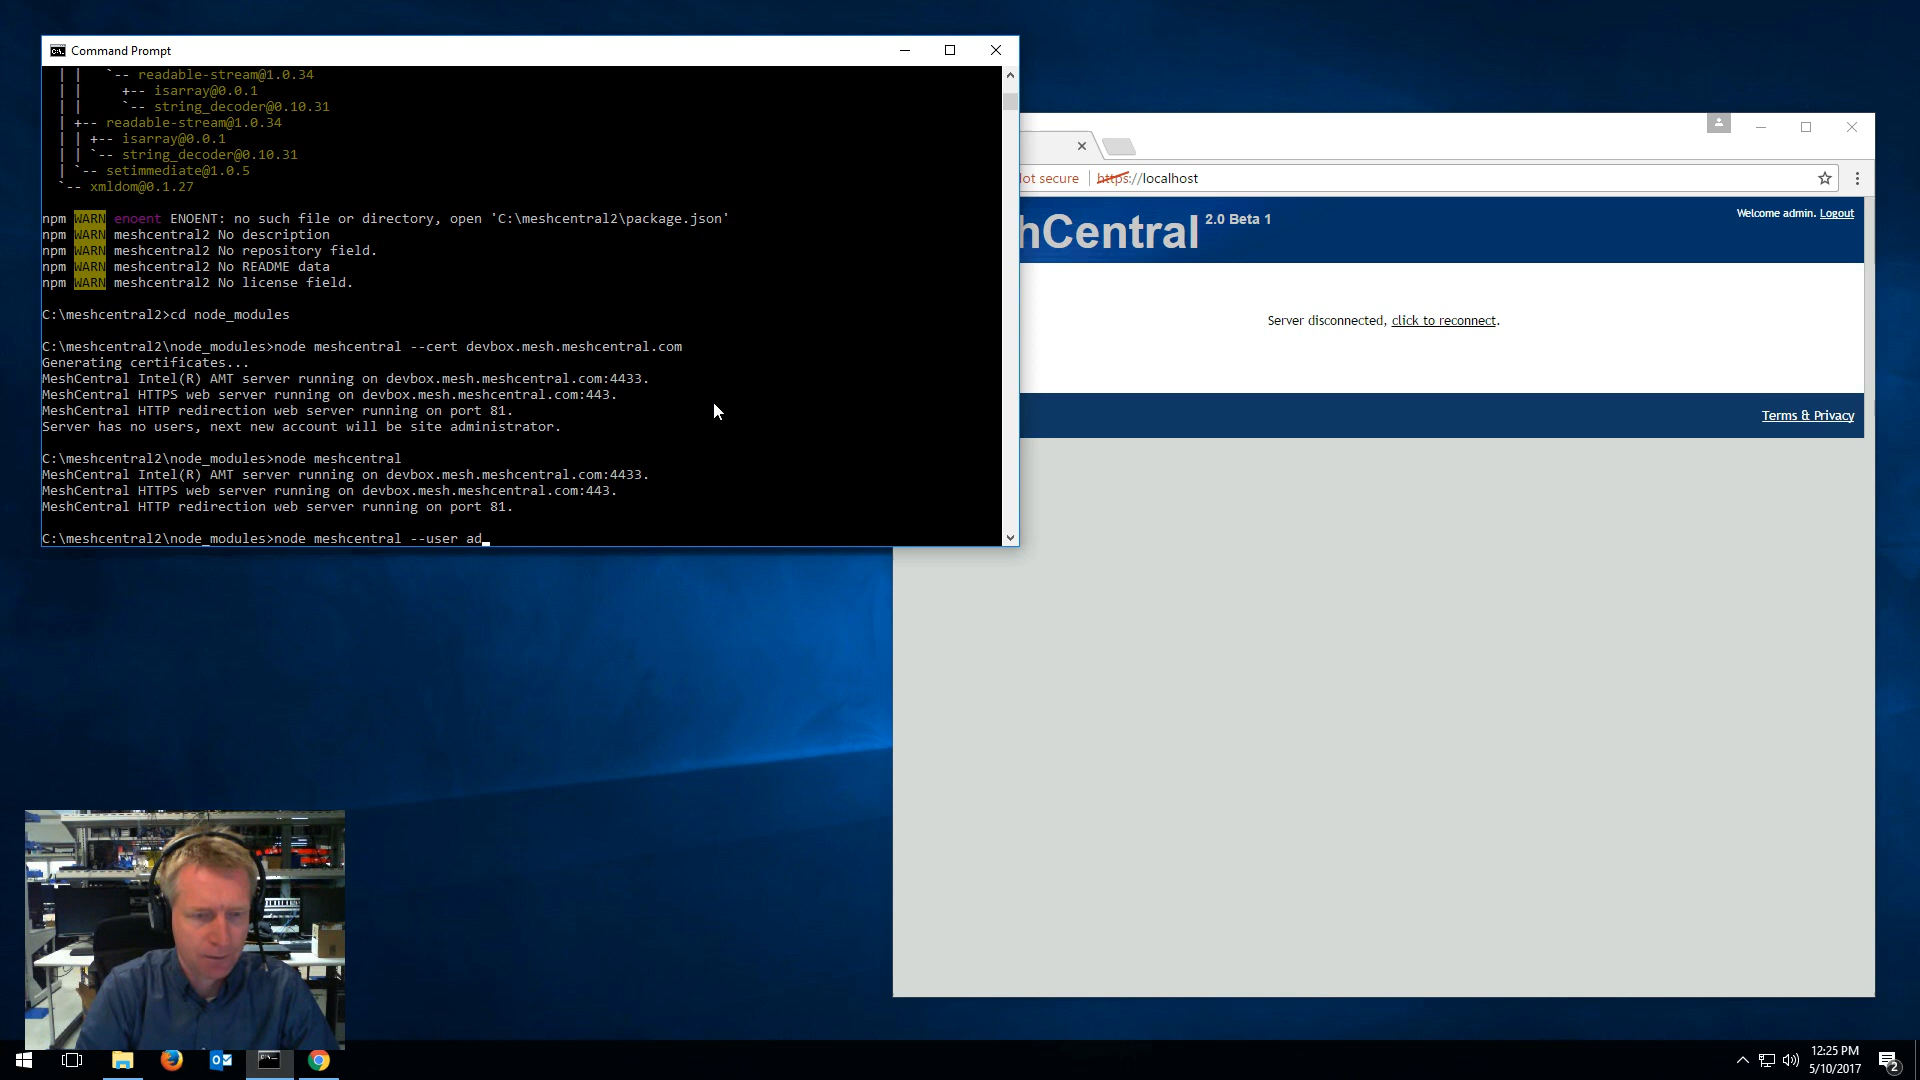 Command Prompt
| |   `-- readable-stream@1.0.34
| |     +-- isarray@0.0.1
| |     `-- string_decoder@0.10.31
| +-- readable-stream@1.0.34
| | +-- isarray@0.0.1
| | `-- string_decoder@0.10.31
| `-- setimmediate@1.0.5
`-- xmldom@0.1.27
npm WARN enoent ENOENT: no such file or directory, open 'C:\meshcentral2\package.json'
npm WARN meshcentral2 No description
npm WARN meshcentral2 No repository field.
npm WARN meshcentral2 No README data
npm WARN meshcentral2 No license field.
C:\meshcentral2>cd node_modules
C:\meshcentral2\node_modules>node meshcentral --cert devbox.mesh.meshcentral.com
Generating certificates...
MeshCentral Intel(R) AMT server running on devbox.mesh.meshcentral.com:4433.
MeshCentral HTTPS web server running on devbox.mesh.meshcentral.com:443.
MeshCentral HTTP redirection web server running on port 81.
Server has no users, next new account will be site administrator.
C:\meshcentral2\node_modules>node meshcentral
MeshCentral Intel(R) AMT server running on devbox.mesh.meshcentral.com:4433.
MeshCentral HTTPS web server running on devbox.mesh.meshcentral.com:443.
MeshCentral HTTP redirection web server running on port 81.
C:\meshcentral2\node_modules>node meshcentral --user ad_
lot secure | https://localhost
hCentral 2.0 Beta 1
Welcome admin. Logout
Server disconnected, click to reconnect.
Terms & Privacy
12:25 PM
5/10/2017
2